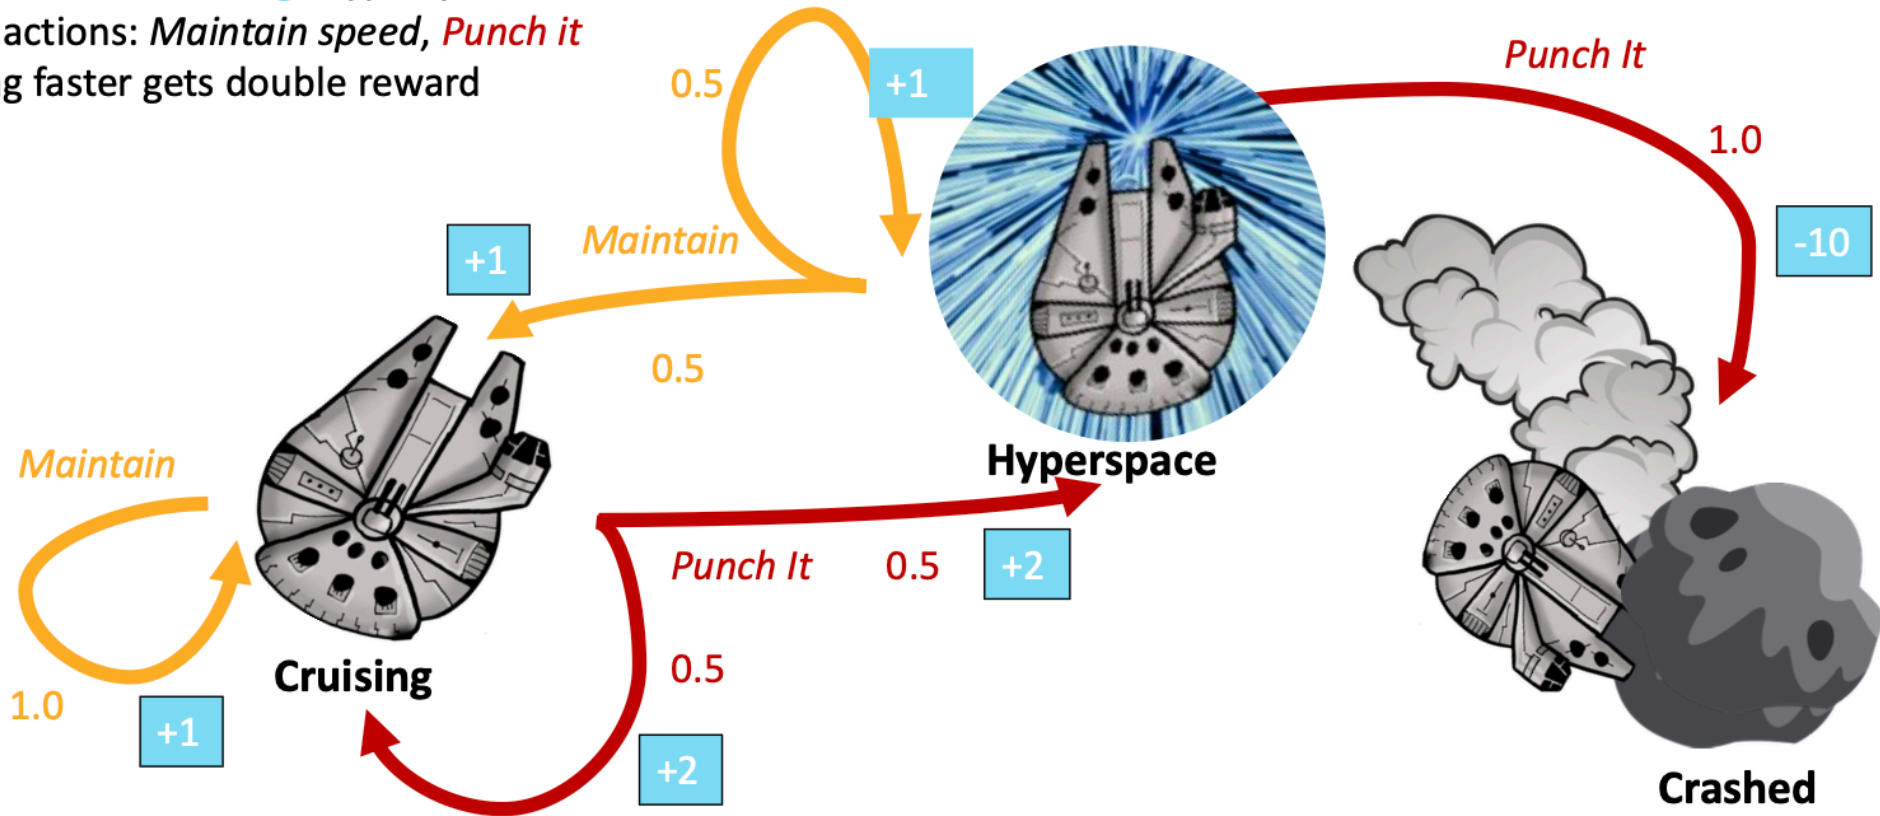 actions: Maintain speed, Punch it
g faster gets double reward
0.5
+1
Punch It
1.0
-10
+1
Maintain
0.5
Hyperspace
Maintain
1.0
+1
Cruising
Punch It 0.5 +2
0.5
+2
Crashed